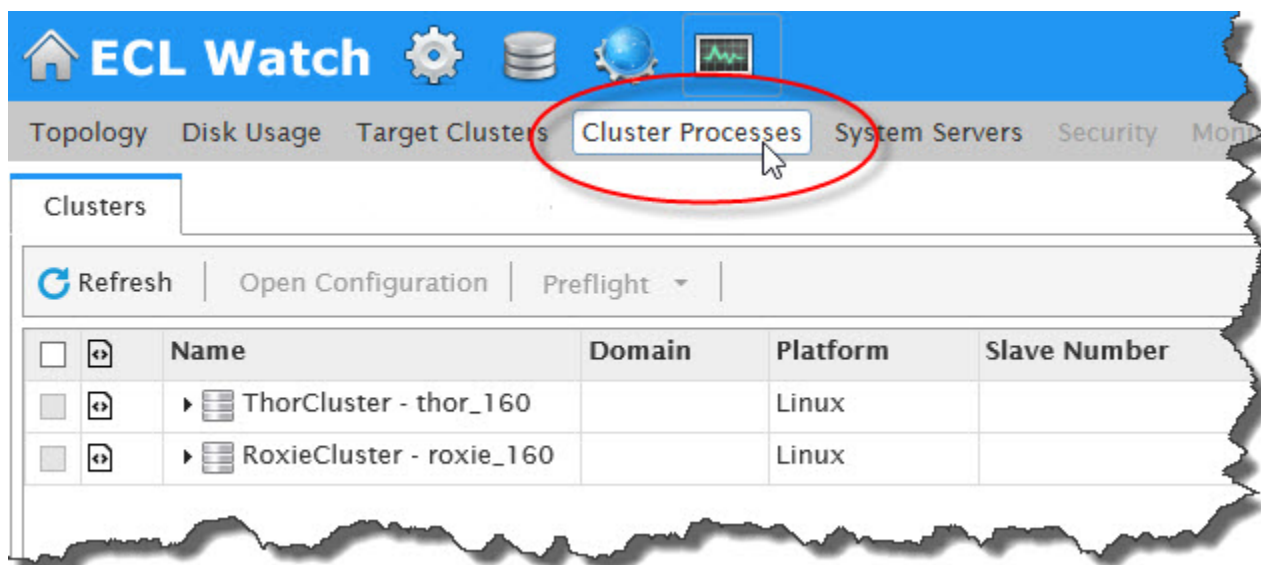 ECL Watch
Topology Disk Usage Target Clusters Cluster Processes System Servers Security
Clusters
Refresh Open Configuration Preflight
Name Domain Platform Slave Number
ThorCluster - thor_160 Linux
RoxieCluster - roxie_160 Linux